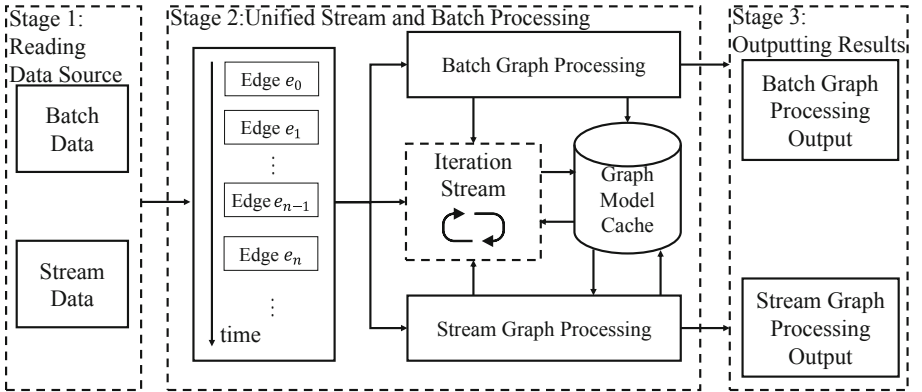 Stage 1:
Reading
Data Source
Batch
Data
Stream
Data
Stage 2:Unified Stream and Batch Processing
Edge e₀
Edge e₁
⋮
Edge eₙ₋₁
Edge eₙ
⋮
time
Batch Graph Processing
Iteration
Stream
Graph
Model
Cache
Stream Graph Processing
Stage 3:
Outputting Results
Batch Graph
Processing
Output
Stream Graph
Processing
Output